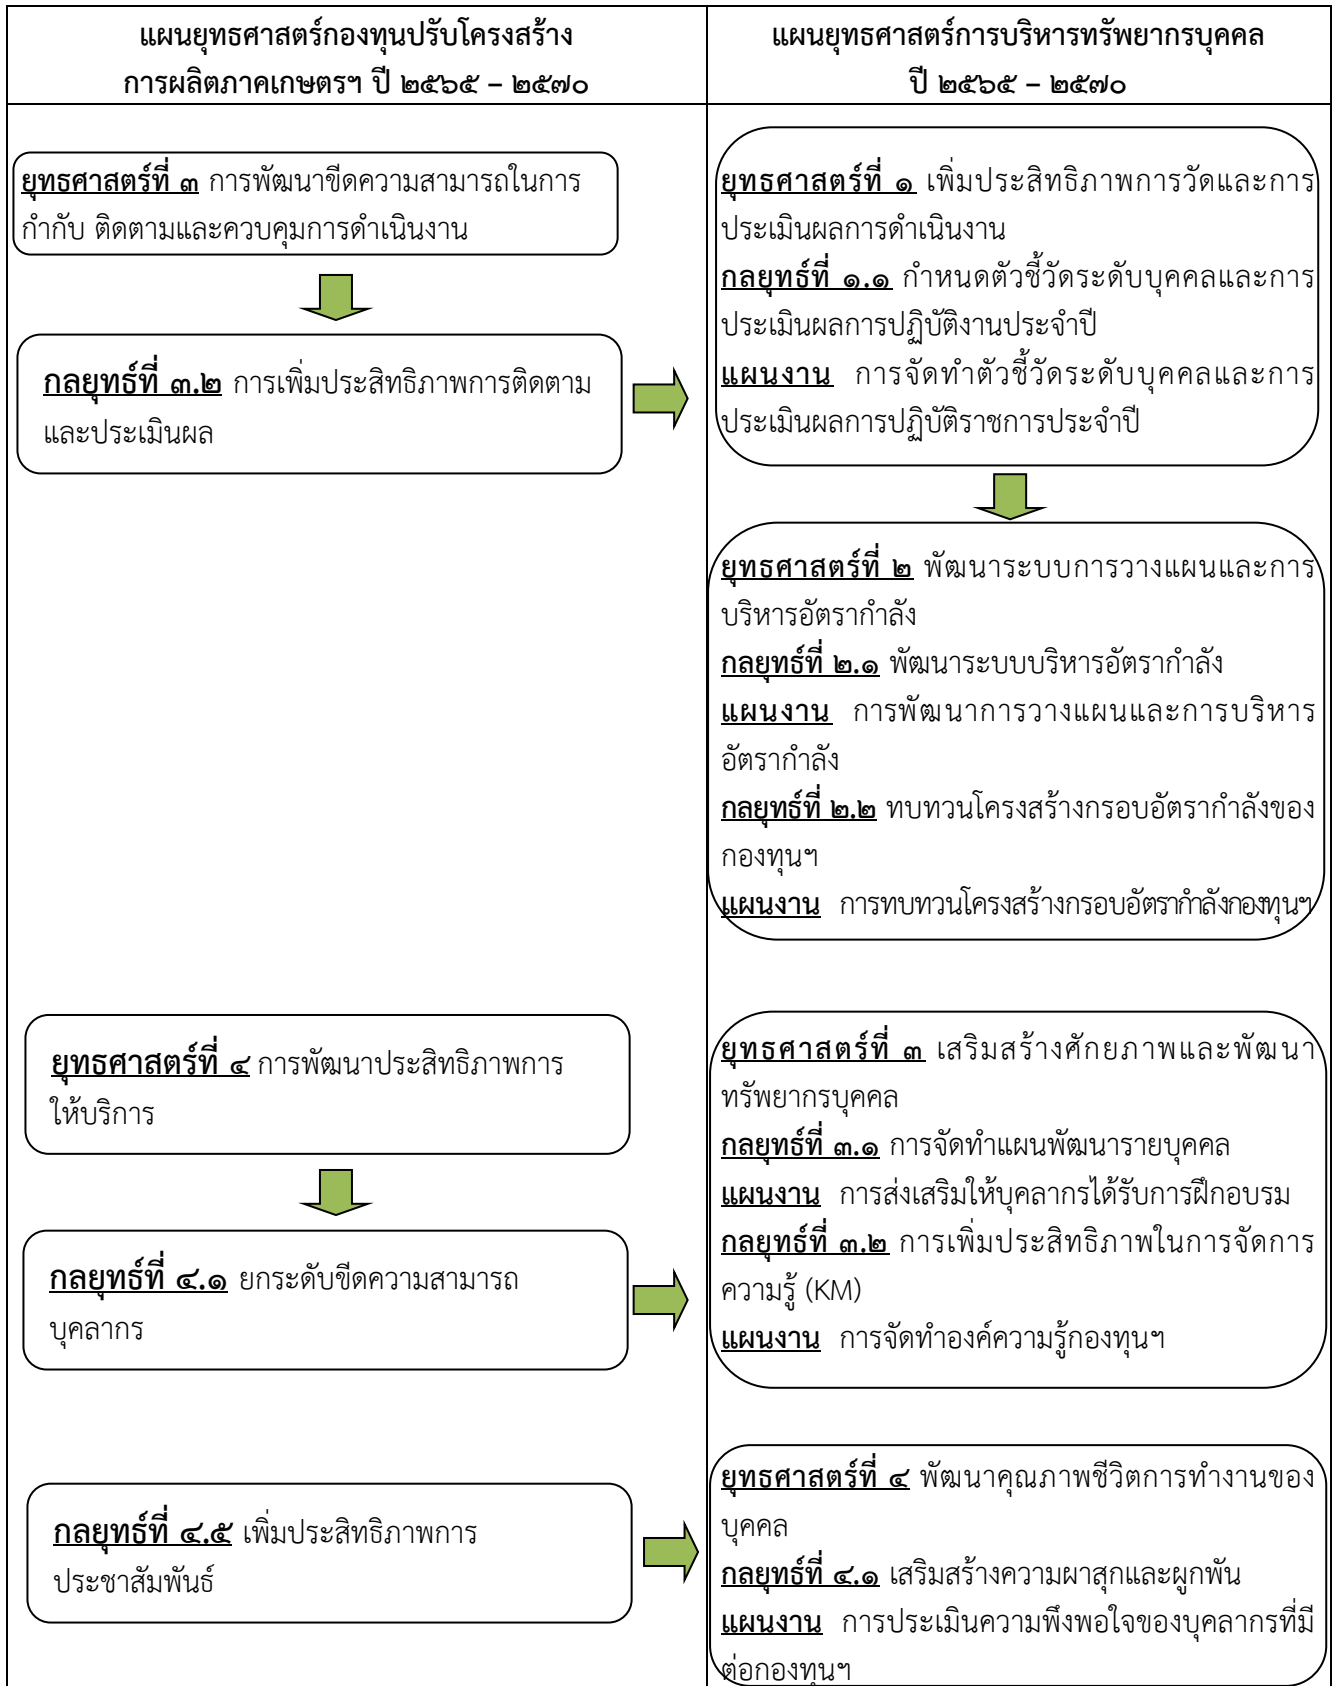 แผนยุทธศาสตร์กองทุนปรับโครงสร้าง
การผลิตภาคเกษตรฯ ปี ๒๕๖๕ – ๒๕๗๐
แผนยุทธศาสตร์การบริหารทรัพยากรบุคคล
ปี ๒๕๖๕ – ๒๕๗๐
ยุทธศาสตร์ที่ ๓ การพัฒนาขีดความสามารถในการ
กำกับ ติดตามและควบคุมการดำเนินงาน
กลยุทธ์ที่ ๓.๒ การเพิ่มประสิทธิภาพการติดตาม
และประเมินผล
ยุทธศาสตร์ที่ ๑ เพิ่มประสิทธิภาพการวัดและการ
ประเมินผลการดำเนินงาน
กลยุทธ์ที่ ๑.๑ กำหนดตัวชี้วัดระดับบุคคลและการ
ประเมินผลการปฏิบัติงานประจำปี
แผนงาน การจัดทำตัวชี้วัดระดับบุคคลและการ
ประเมินผลการปฏิบัติราชการประจำปี
ยุทธศาสตร์ที่ ๒ พัฒนาระบบการวางแผนและการ
บริหารอัตรากำลัง
กลยุทธ์ที่ ๒.๑ พัฒนาระบบบริหารอัตรากำลัง
แผนงาน การพัฒนาการวางแผนและการบริหาร
อัตรากำลัง
กลยุทธ์ที่ ๒.๒ ทบทวนโครงสร้างกรอบอัตรากำลังของ
กองทุนฯ
แผนงาน การทบทวนโครงสร้างกรอบอัตรากำลังกองทุนฯ
ยุทธศาสตร์ที่ ๔ การพัฒนาประสิทธิภาพการ
ให้บริการ
กลยุทธ์ที่ ๔.๑ ยกระดับขีดความสามารถ
บุคลากร
ยุทธศาสตร์ที่ ๓ เสริมสร้างศักยภาพและพัฒนา
ทรัพยากรบุคคล
กลยุทธ์ที่ ๓.๑ การจัดทำแผนพัฒนารายบุคคล
แผนงาน การส่งเสริมให้บุคลากรได้รับการฝึกอบรม
กลยุทธ์ที่ ๓.๒ การเพิ่มประสิทธิภาพในการจัดการ
ความรู้ (KM)
แผนงาน การจัดทำองค์ความรู้กองทุนฯ
กลยุทธ์ที่ ๔.๕ เพิ่มประสิทธิภาพการ
ประชาสัมพันธ์
ยุทธศาสตร์ที่ ๔ พัฒนาคุณภาพชีวิตการทำงานของ
บุคคล
กลยุทธ์ที่ ๔.๑ เสริมสร้างความผาสุกและผูกพัน
แผนงาน การประเมินความพึงพอใจของบุคลากรที่มี
ต่อกองทุนฯ